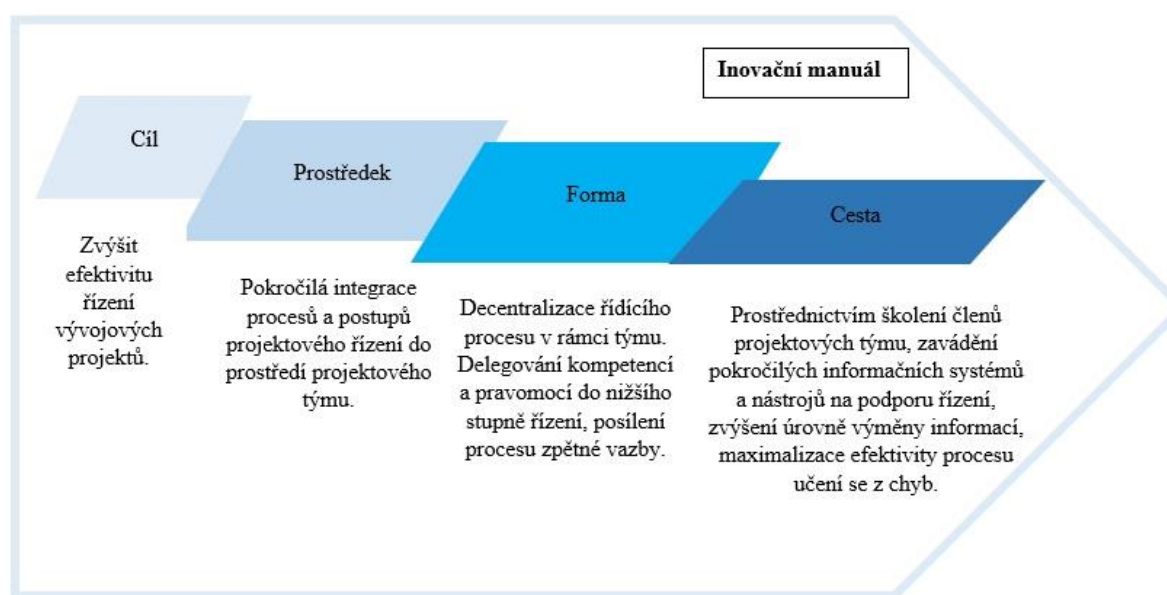 Inovační manuál
Cíl
Zvýšit
efektivitu
řízení
vývojových
projektů.
Prostředek
Pokročilá integrace
procesů a postupů
projektového řízení do
prostředí projektového
týmu.
Forma
Decentralizace řídícího
procesu v rámci týmu.
Delegování kompetencí
a pravomocí do nižšího
stupně řízení, posílení
procesu zpětné vazby.
Cesta
Prostřednictvím školení členů
projektových týmu, zavádění
pokročilých informačních systémů
a nástrojů na podporu řízení,
zvýšení úrovně výměny informací,
maximalizace efektivity procesu
učení se z chyb.